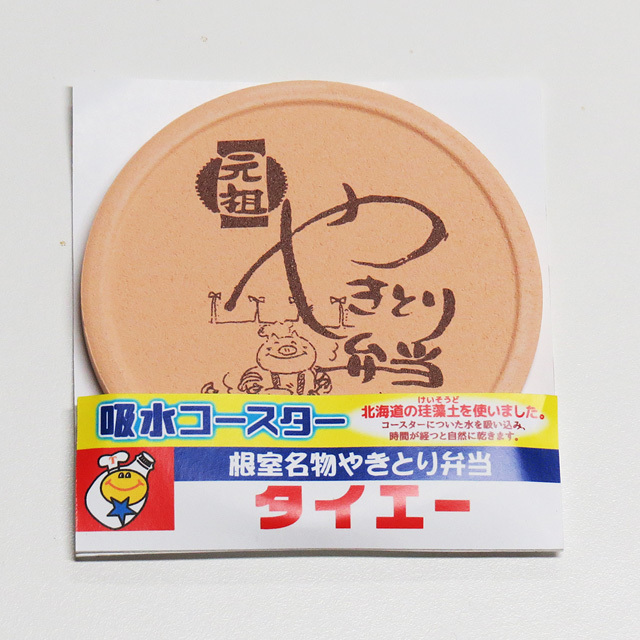 元祖
やきとり弁当
吸水コースター
けいそうど
北海道の珪藻土を使いました。
コースターについた水を吸い込み、
時間が経つと自然に乾きます。
根室名物やきとり弁当
タイエー